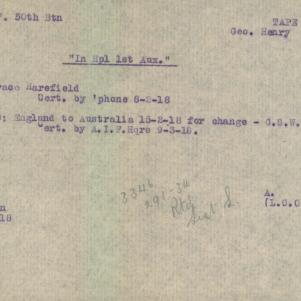 . 50th Btn TAPE
Geo. Henry
"In Hpl 1st Aux."
Harefield
Cert. by 'phone 8-2-18
: England to Australia 15-2-18 for change - G.S.W.
Cert. by A.I.F.Hqrs 9-3-18.
3346
A.
(L.O.O
18